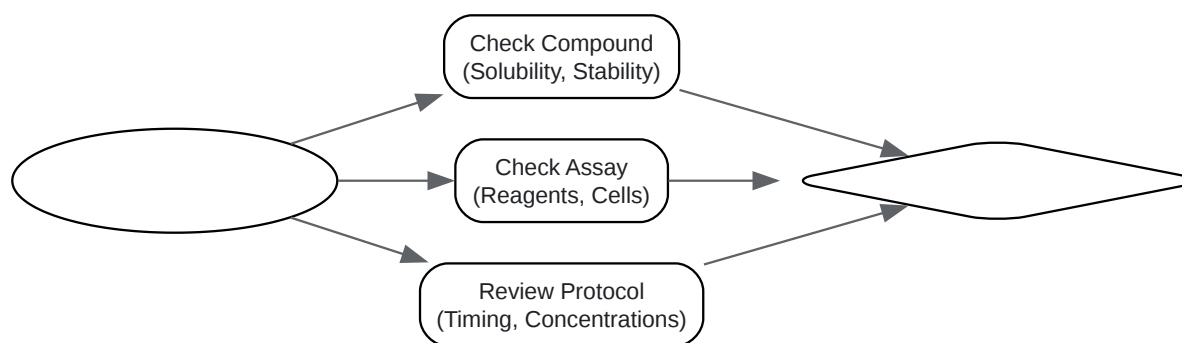 Check Compound
(Solubility, Stability)
Check Assay
(Reagents, Cells)
Review Protocol
(Timing, Concentrations)